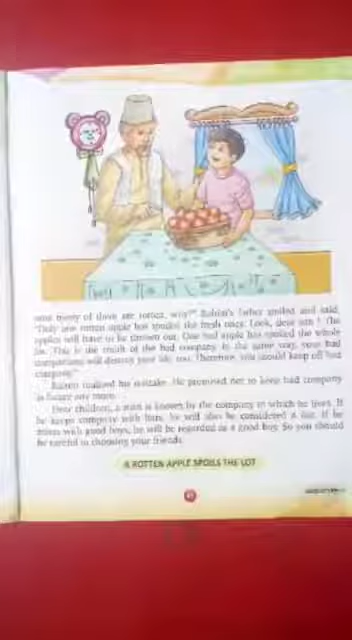 many of them are rotten, why?" Rahim's father smiled and said,
"Only one rotten apple has spoiled the fresh ones. Look, dear son ! The
apples will have to be thrown out. One bad apple has spoiled the whole
lot. This is the result of the bad company. In the same way, your bad
companions will destroy your life too. Therefore, you should keep off bad
company."
realised his mistake. He promised not to keep bad company
in future any more.
Dear children, a man is known by the company in which he lives. If
he keeps company with liars, he will also be considered a liar. If he
mixes with good boys, he will be regarded as a good boy. So you should
be careful in choosing your friends.
A ROTTEN APPLE SPOILS THE LOT